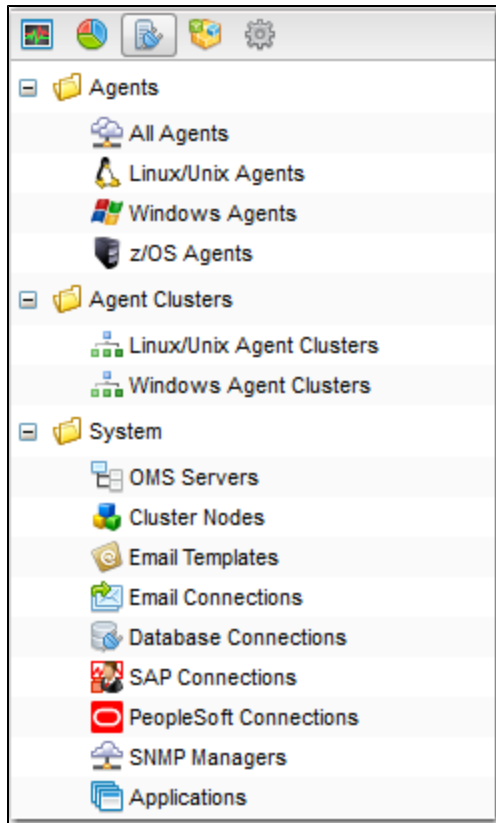 Agents
All Agents
Linux/Unix Agents
Windows Agents
z/OS Agents
Agent Clusters
Linux/Unix Agent Clusters
Windows Agent Clusters
System
OMS Servers
Cluster Nodes
Email Templates
Email Connections
Database Connections
SAP Connections
PeopleSoft Connections
SNMP Managers
Applications